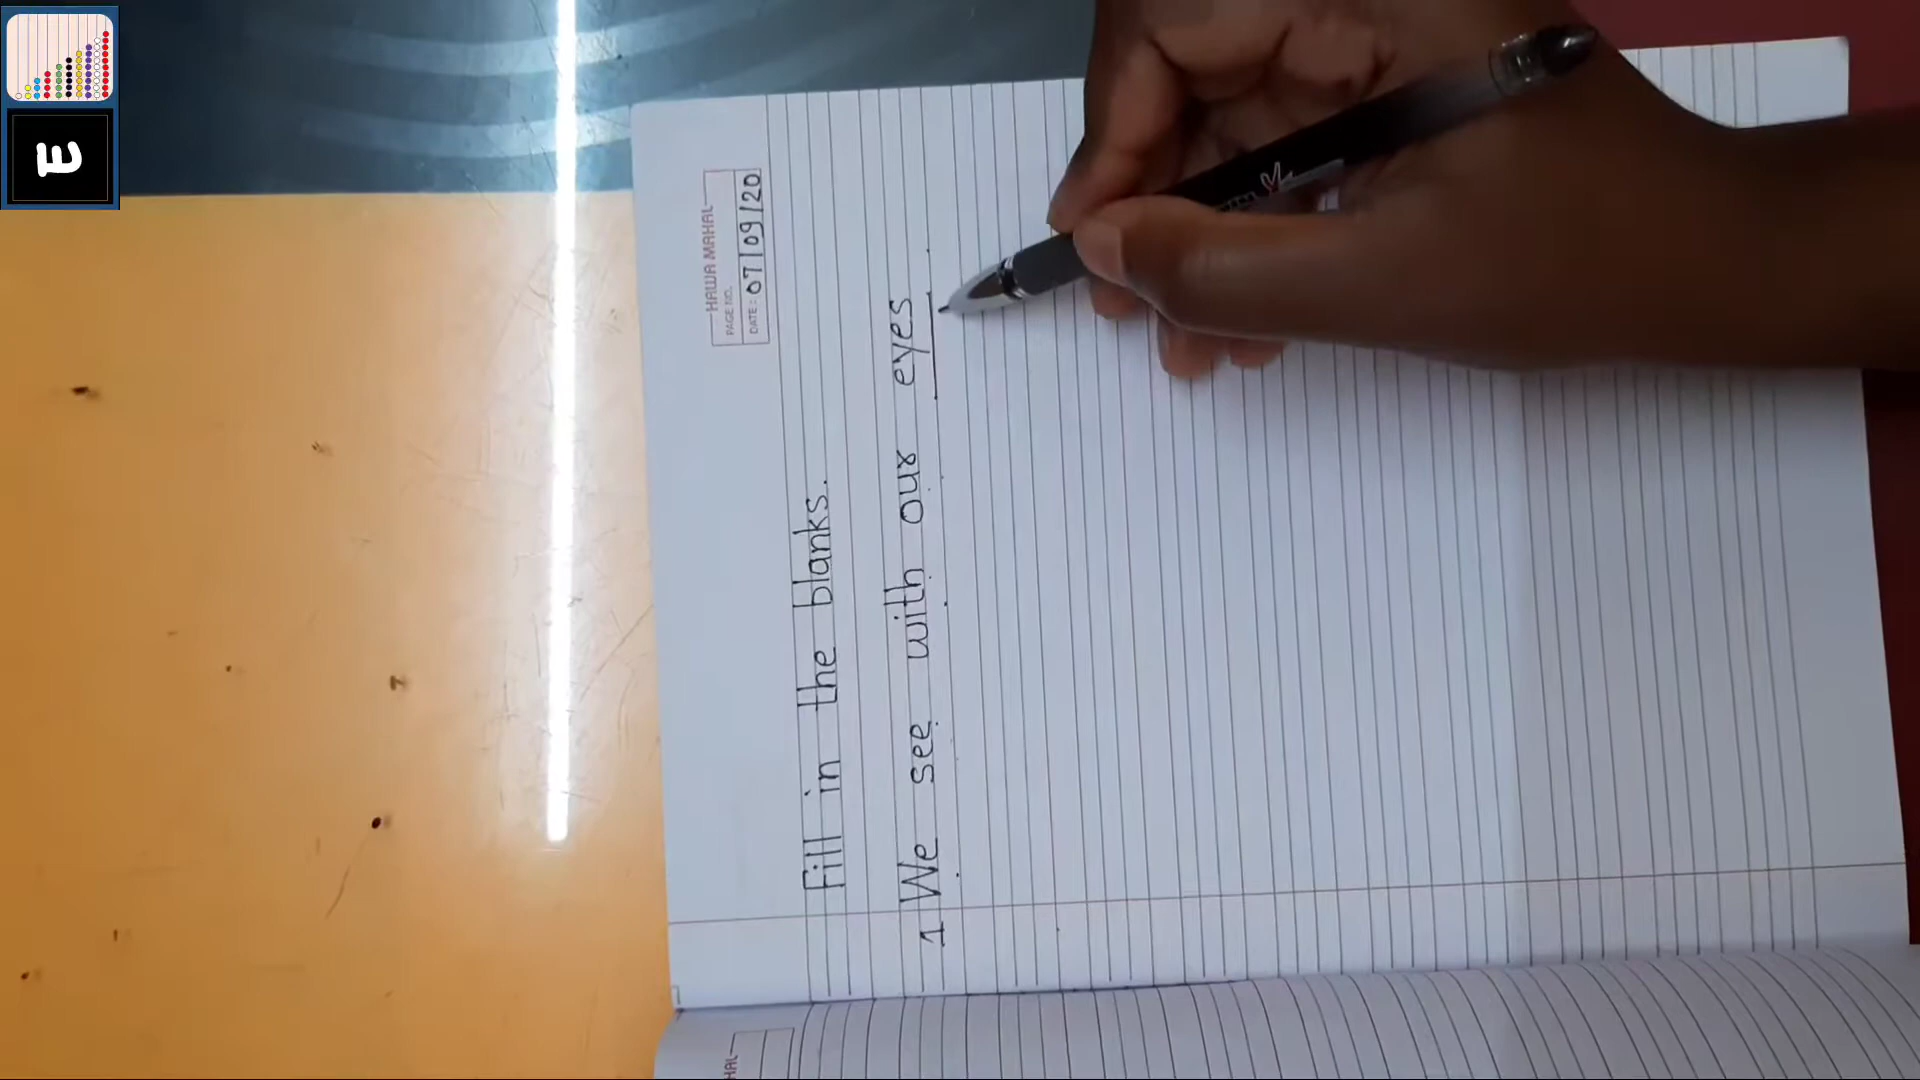 HAWA MAHAL
PAGE NO.
DATE: 07/09/20
Fill in the blanks.
1 We see with our eyes